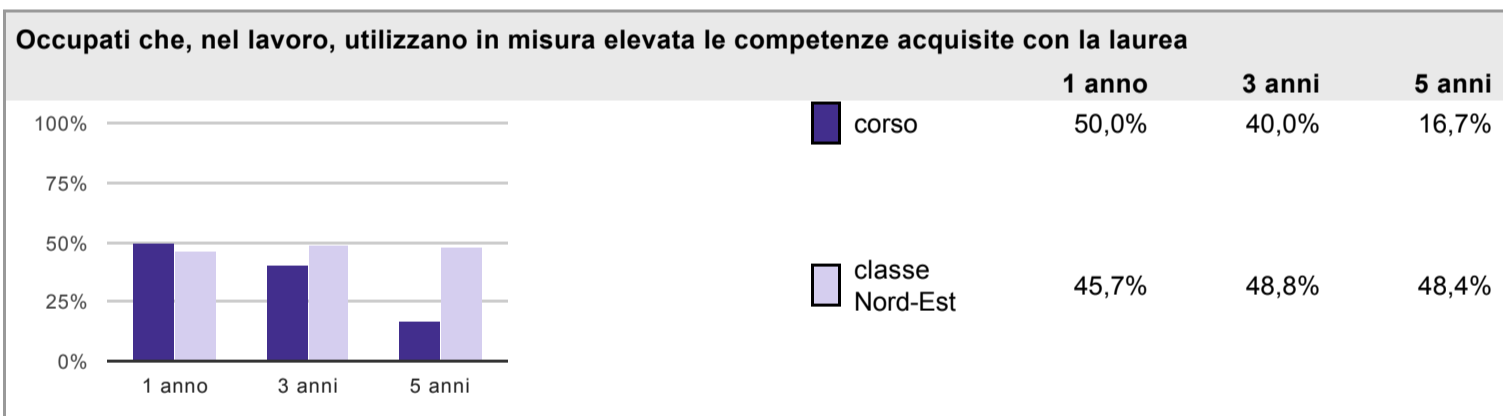 Occupati che, nel lavoro, utilizzano in misura elevata le competenze acquisite con la laurea
1 anno 3 anni 5 anni
100%
75%
50%
25%
0%
1 anno 3 anni 5 anni
corso 50,0% 40,0% 16,7%
classe
Nord-Est 45,7% 48,8% 48,4%